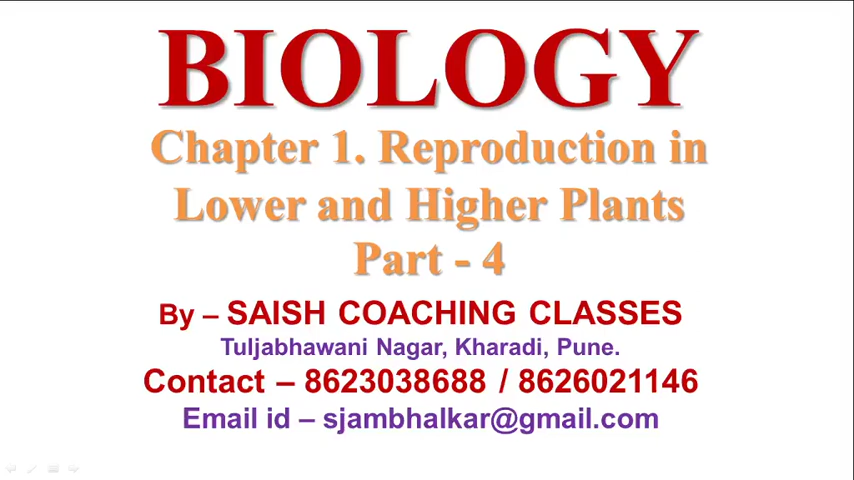 BIOLOGY
Chapter 1. Reproduction in
Lower and Higher Plants
Part - 4
By – SAISH COACHING CLASSES
Tuljabhawani Nagar, Kharadi, Pune.
Contact – 8623038688 / 8626021146
Email id – sjambhalkar@gmail.com